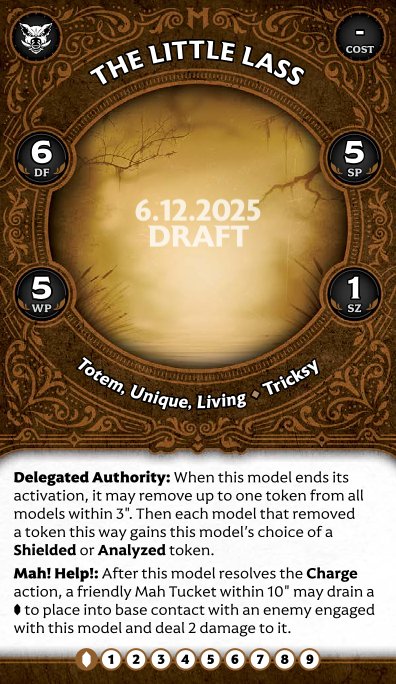 THE LITTLE LASS
-
COST
6
DF
5
SP
6.12.2025
DRAFT
5
WP
1
SZ
Totem, Unique, Living ◆ Tricksy
Delegated Authority: When this model ends its
activation, it may remove up to one token from all
models within 3". Then each model that removed
a token this way gains this model's choice of a
Shielded or Analyzed token.
Mah! Help!: After this model resolves the Charge
action, a friendly Mah Tucket within 10" may drain a
to place into base contact with an enemy engaged
with this model and deal 2 damage to it.
1 2 3 4 5 6 7 8 9